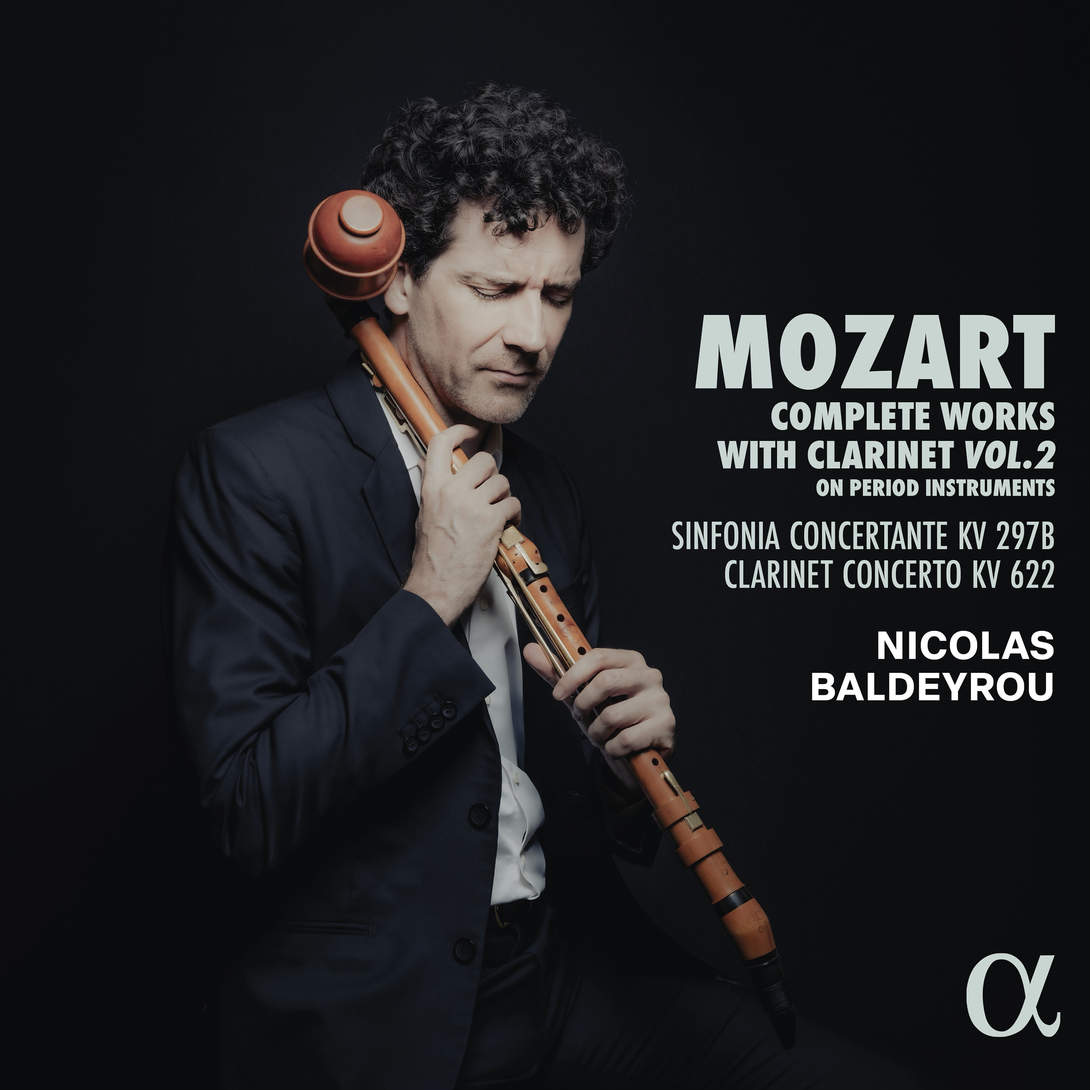 MOZART
COMPLETE WORKS
WITH CLARINET VOL.2
ON PERIOD INSTRUMENTS
SINFONIA CONCERTANTE KV 297B
CLARINET CONCERTO KV 622
NICOLAS
BALDEYROU
α